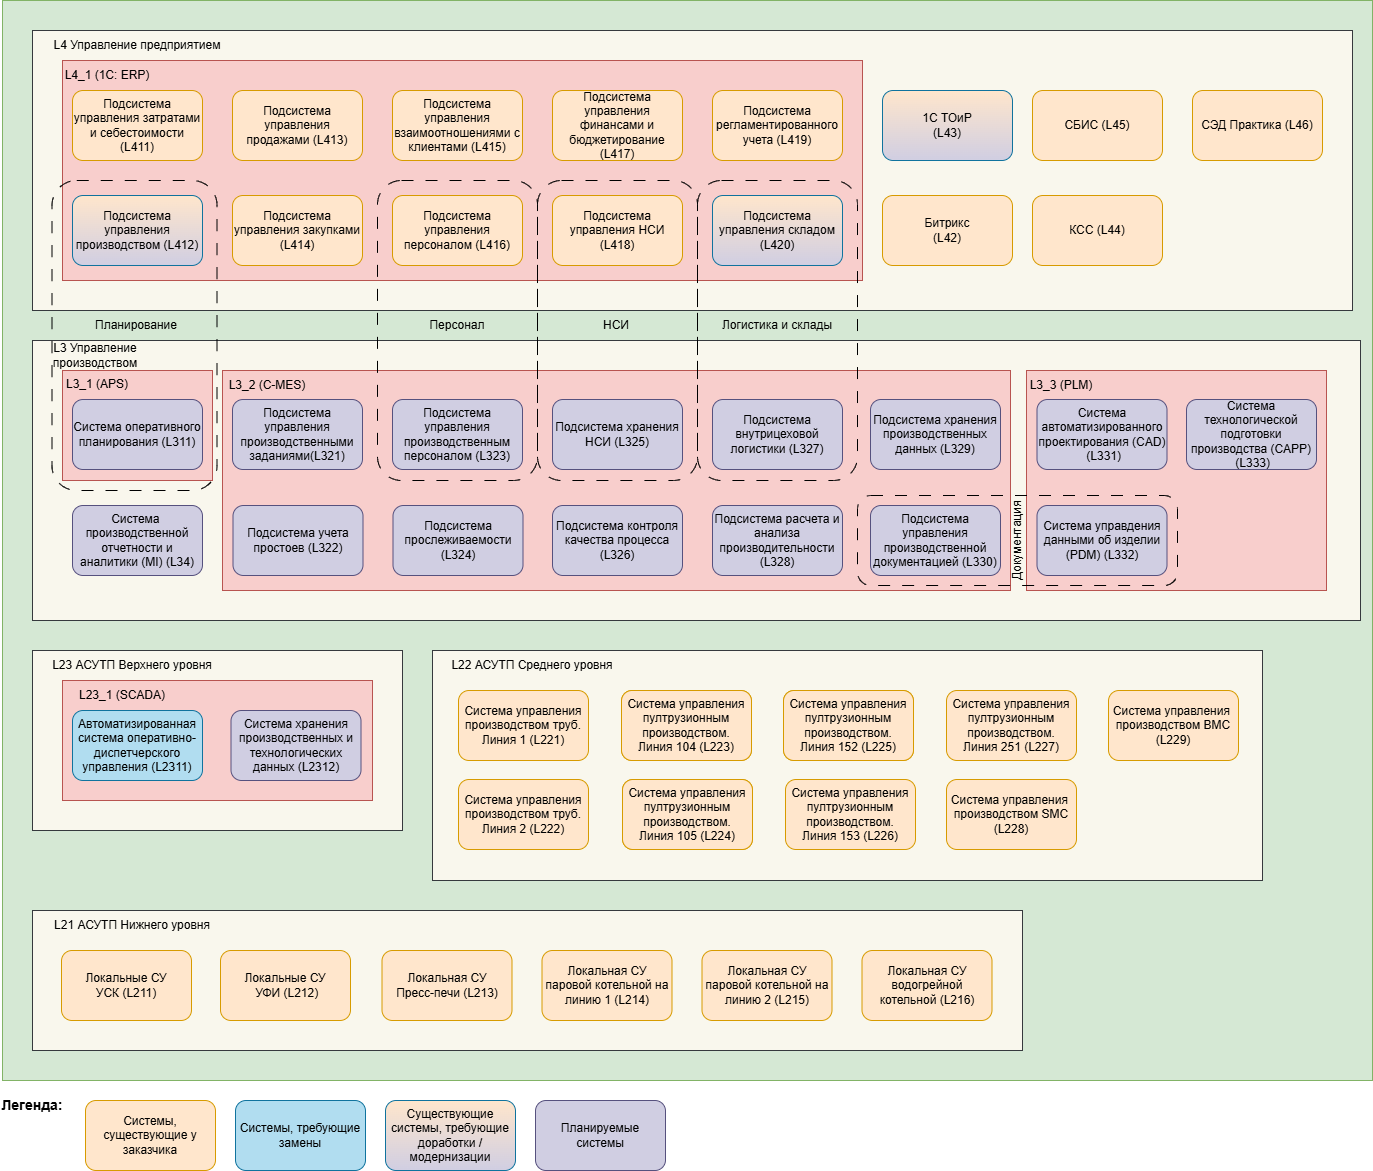 L4 Управление предприятием
L4_1 (1С: ERP)
Подсистема
управления затратами
и себестоимости
(L411)
Подсистема
управления
продажами (L413)
Подсистема
управления
взаимоотношениями с
клиентами (L415)
Подсистема
управления
финансами и
бюджетирование
(L417)
Подсистема
регламентированного
учета (L419)
1С ТОиР
(L43)
СБИС (L45)
СЭД Практика (L46)
Подсистема
управления
производством (L412)
Подсистема
управления закупками
(L414)
Подсистема
управления
персоналом (L416)
Подсистема
управления НСИ
(L418)
Подсистема
управления складом
(L420)
Битрикс
(L42)
КСС (L44)
Планирование
Персонал
НСИ
Логистика и склады
L3 Управление
производством
L3_1 (APS)
L3_2 (С-MES)
L3_3 (PLM)
Система оперативного
планирования (L311)
Подсистема
управления
производственными
заданиями(L321)
Подсистема
управления
производственным
персоналом (L323)
Подсистема хранения
НСИ (L325)
Подсистема
внутрицеховой
логистики (L327)
Подсистема хранения
производственных
данных (L329)
Система
автоматизированного
проектирования (CAD)
(L331)
Система
технологической
подготовки
производства (CAPP)
(L333)
Система
производственной
отчетности и
аналитики (MI) (L34)
Подсистема учета
простоев (L322)
Подсистема
прослеживаемости
(L324)
Подсистема контроля
качества процесса
(L326)
Подсистема расчета и
анализа
производительности
(L328)
Подсистема
управления
производственной
документацией (L330)
Документация
Система управдения
данными об изделии
(PDM) (L332)
L23 АСУТП Верхнего уровня
L23_1 (SCADA)
Автоматизированная
система оперативно-
диспетчерского
управления (L2311)
Система хранения
производственных и
технологических
данных (L2312)
L22 АСУТП Среднего уровня
Система управления
производством труб.
Линия 1 (L221)
Система управления
пултрузионным
производством.
Линия 104 (L223)
Система управления
пултрузионным
производством.
Линия 152 (L225)
Система управления
пултрузионным
производством.
Линия 251 (L227)
Система управления
производством BMC
(L229)
Система управления
производством труб.
Линия 2 (L222)
Система управления
пултрузионным
производством.
Линия 105 (L224)
Система управления
пултрузионным
производством.
Линия 153 (L226)
Система управления
производством SMC
(L228)
L21 АСУТП Нижнего уровня
Локальные СУ
УСК (L211)
Локальные СУ
УФИ (L212)
Локальная СУ
Пресс-печи (L213)
Локальная СУ
паровой котельной на
линию 1 (L214)
Локальная СУ
паровой котельной на
линию 2 (L215)
Локальная СУ
водогрейной
котельной (L216)
Легенда:
Системы,
существующие у
заказчика
Системы, требующие
замены
Существующие
системы, требующие
доработки /
модернизации
Планируемые
системы